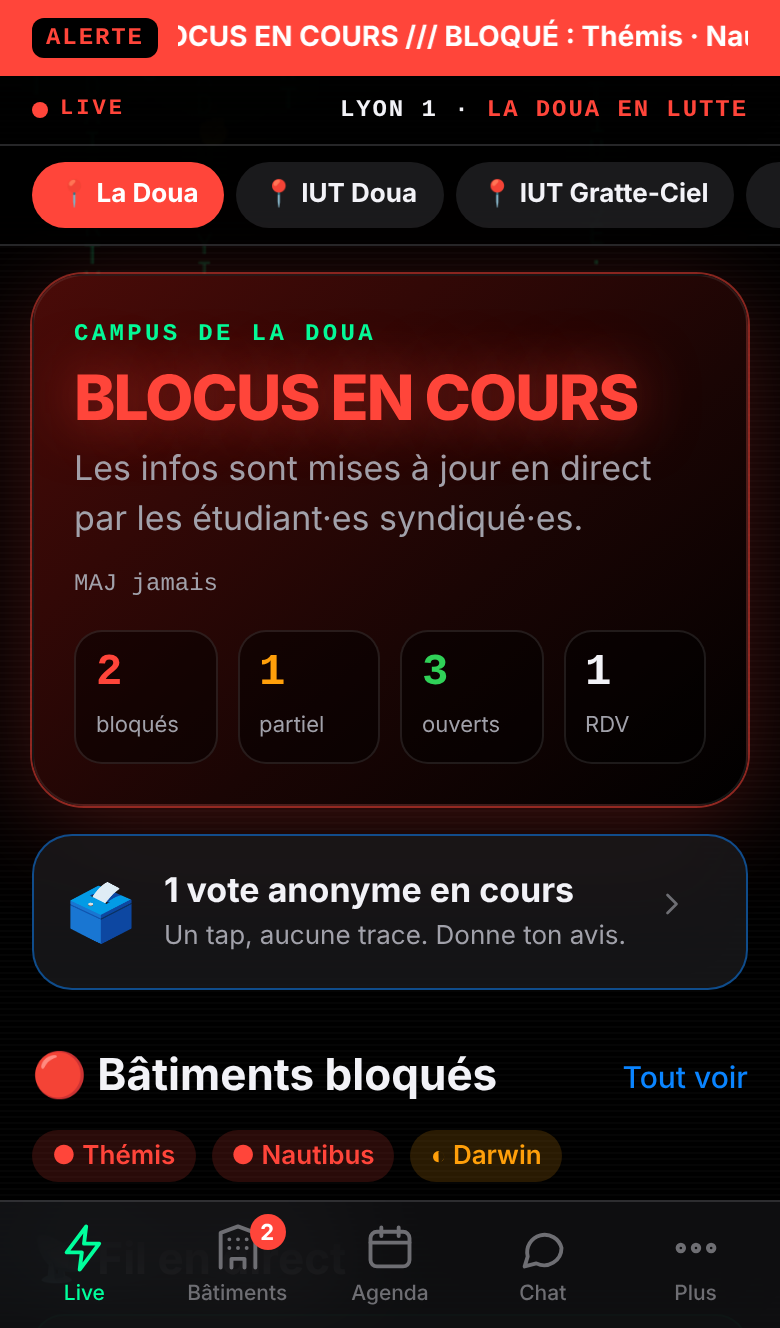 ALERTE
OCUS EN COURS /// BLOQUÉ : Thémis · Nau
LIVE
LYON 1 · LA DOUA EN LUTTE
La Doua
IUT Doua
IUT Gratte-Ciel
CAMPUS DE LA DOUA
BLOCUS EN COURS
Les infos sont mises à jour en direct
par les étudiant·es syndiqué·es.
MAJ jamais
2
bloqués
1
partiel
3
ouverts
1
RDV
1 vote anonyme en cours
Un tap, aucune trace. Donne ton avis.
Bâtiments bloqués
Tout voir
Thémis
Nautibus
Darwin
Fil en direct
2
Live
Bâtiments
Agenda
Chat
Plus